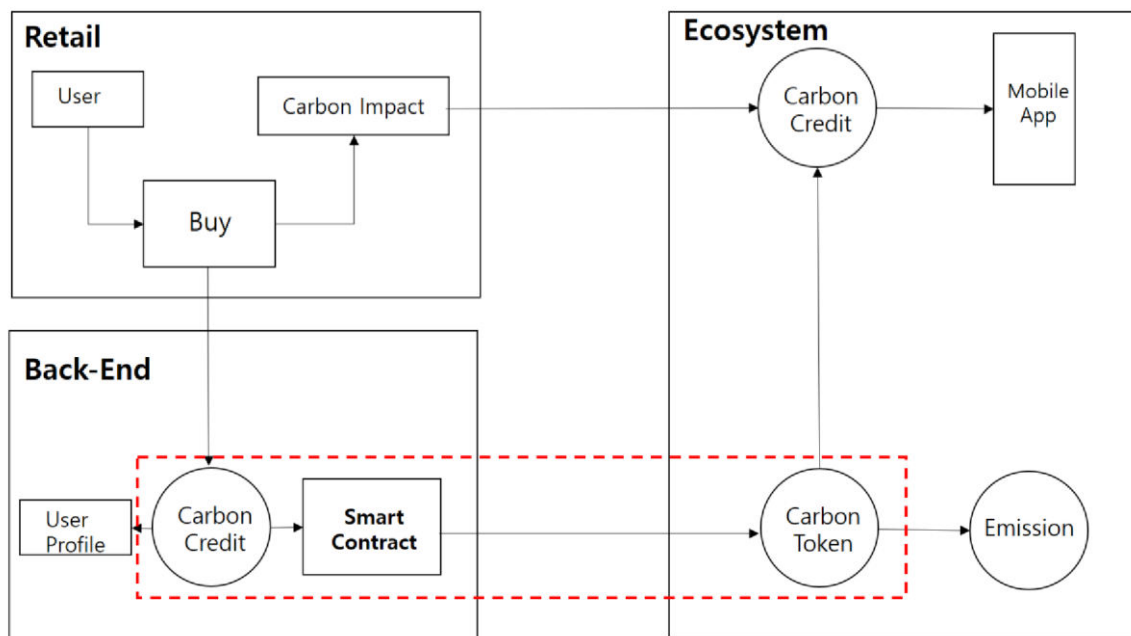 Retail
User
Carbon Impact
Buy
Ecosystem
Carbon
Credit
Mobile
App
Back-End
User
Profile
Carbon
Credit
Smart
Contract
Carbon
Token
Emission